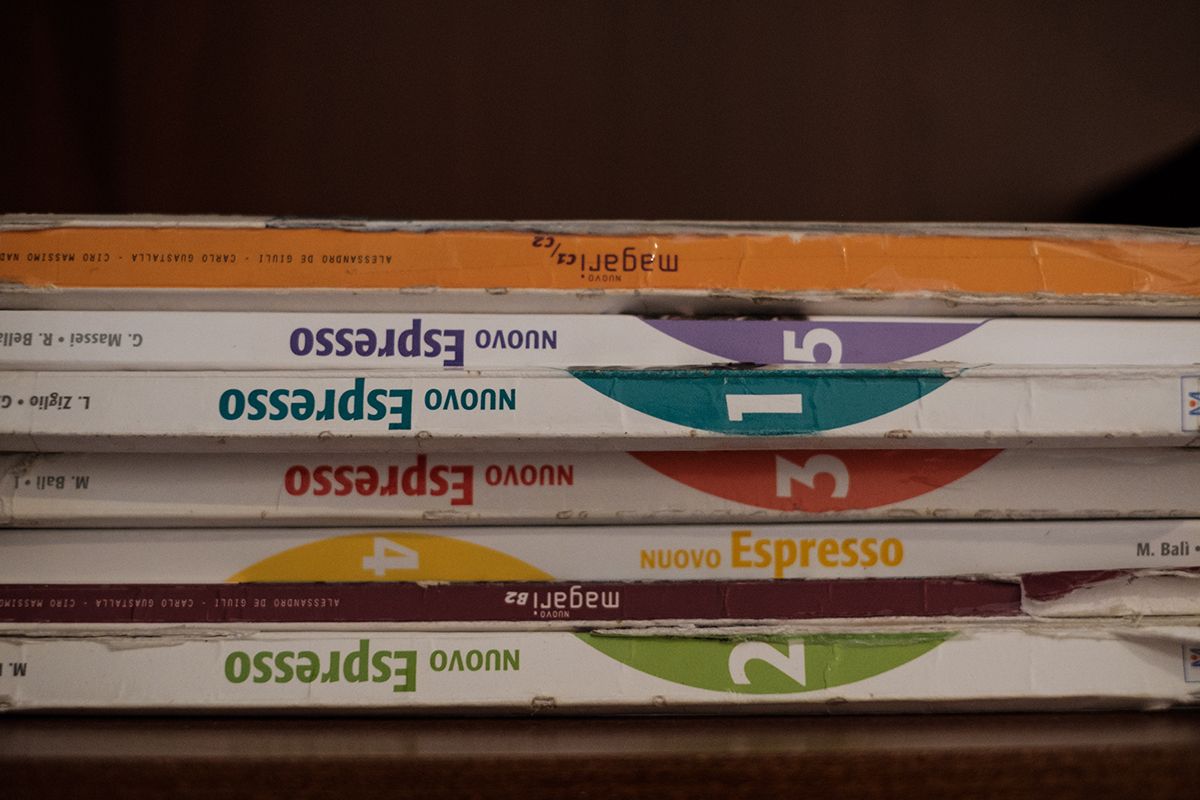 NUOVO
magari C1/C2
ALESSANDRO DE GIULI - CARLO GUASTALLA - CIRO MASSIMO
5
NUOVO Espresso
G. Massei • R.
1
NUOVO Espresso
L. Ziglio •
3
NUOVO Espresso
M. Balì •
4
NUOVO Espresso
M. Balì •
NUOVO
magari B2
ALESSANDRO DE GIULI - CARLO GUASTALLA - CIRO MASSIMO
2
NUOVO Espresso
M.